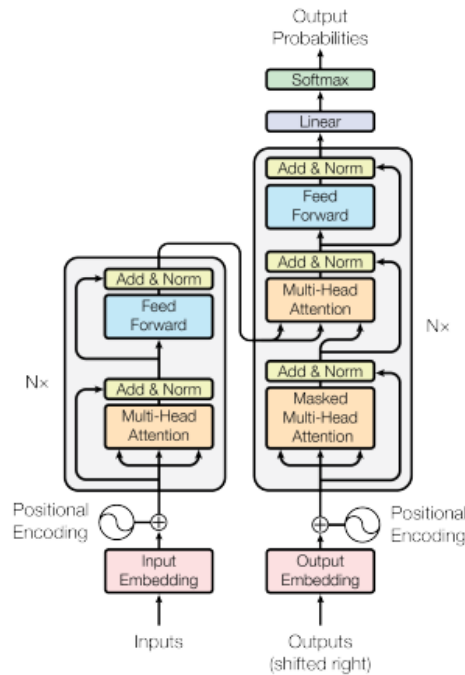 Output
Probabilities
Softmax
Linear
Add & Norm
Feed
Forward
Add & Norm
Multi-Head
Attention
Add & Norm
Masked
Multi-Head
Attention
N×
Add & Norm
Feed
Forward
Add & Norm
Multi-Head
Attention
N×
Positional
Encoding
Positional
Encoding
Input
Embedding
Output
Embedding
Inputs
Outputs
(shifted right)